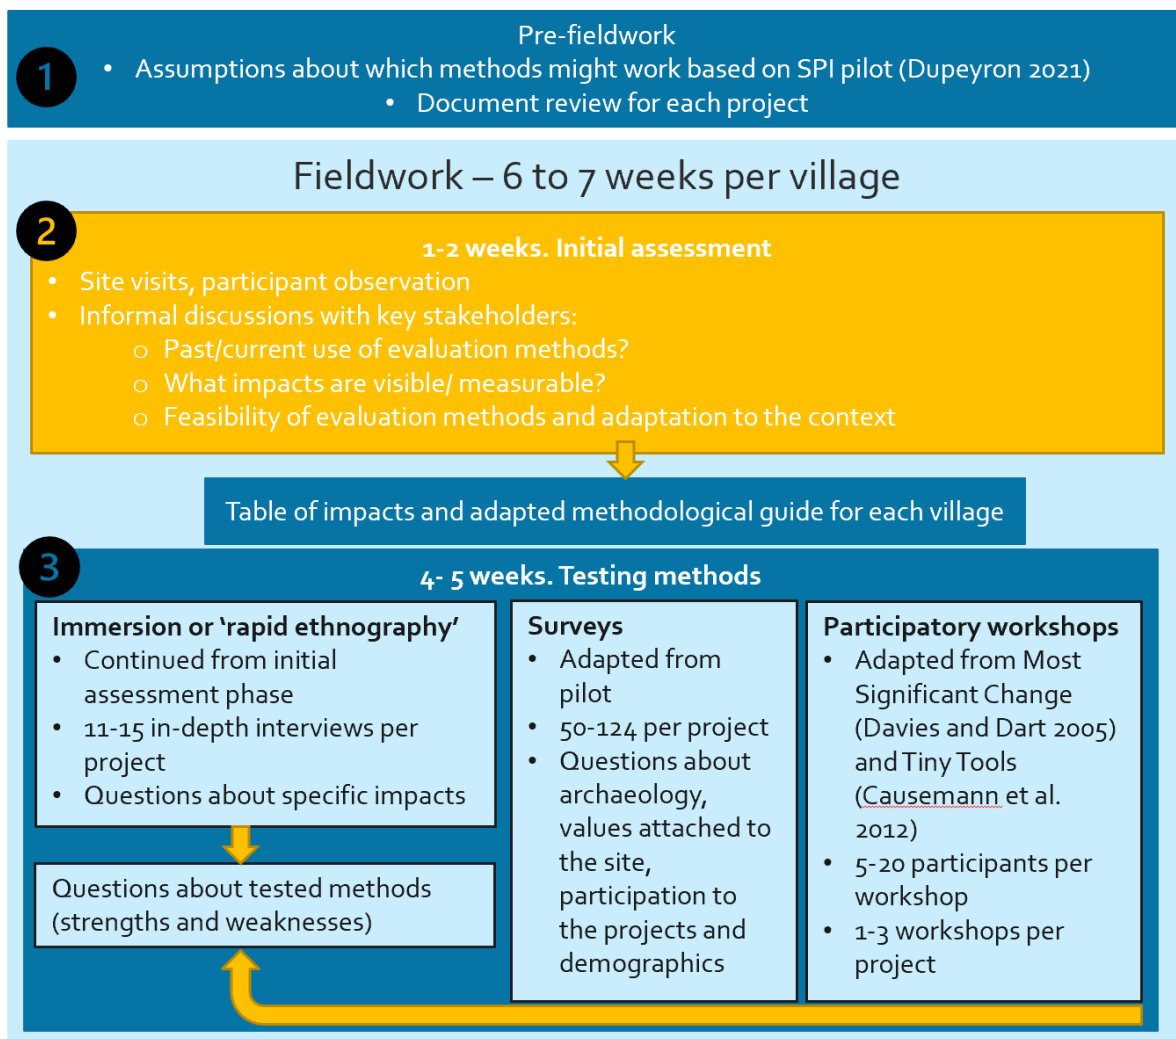 1
Pre-fieldwork
• Assumptions about which methods might work based on SPI pilot (Dupeyron 2021)
• Document review for each project
Fieldwork – 6 to 7 weeks per village
2
1-2 weeks. Initial assessment
• Site visits, participant observation
• Informal discussions with key stakeholders:
o Past/current use of evaluation methods?
o What impacts are visible/ measurable?
o Feasibility of evaluation methods and adaptation to the context
Table of impacts and adapted methodological guide for each village
3
4- 5 weeks. Testing methods
Immersion or ‘rapid ethnography’
• Continued from initial
assessment phase
• 11-15 in-depth interviews per
project
• Questions about specific impacts
Questions about tested methods
(strengths and weaknesses)
Surveys
• Adapted from
pilot
• 50-124 per project
• Questions about
archaeology,
values attached to
the site,
participation to
the projects and
demographics
Participatory workshops
• Adapted from Most
Significant Change
(Davies and Dart 2005)
and Tiny Tools
(Causemann et al.
2012)
• 5-20 participants per
workshop
• 1-3 workshops per
project